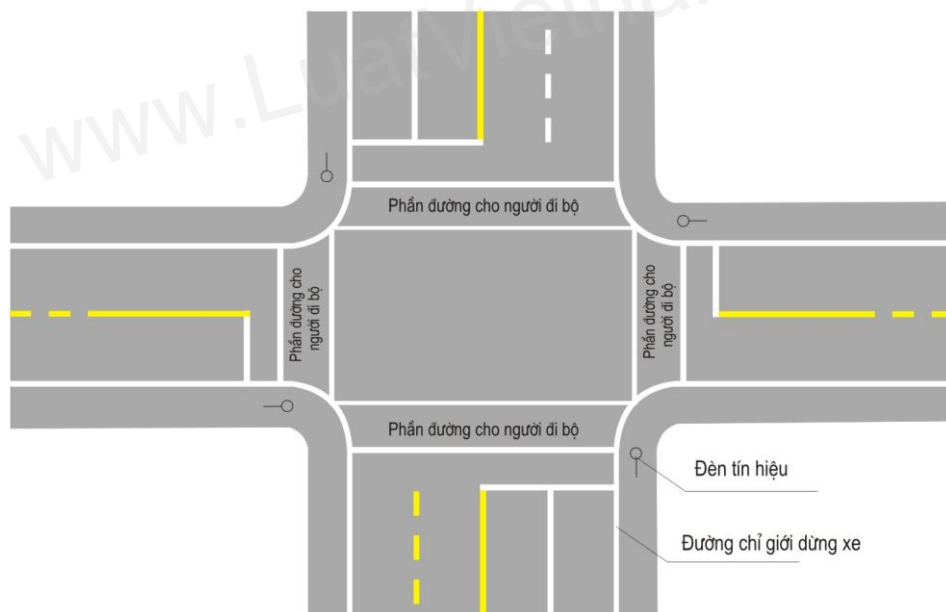 www.LuatVietna
Phần đường cho người đi bộ
Phần đường cho
người đi bộ
Phần đường cho
người đi bộ
Phần đường cho người đi bộ
Đèn tín hiệu
Đường chỉ giới dừng xe